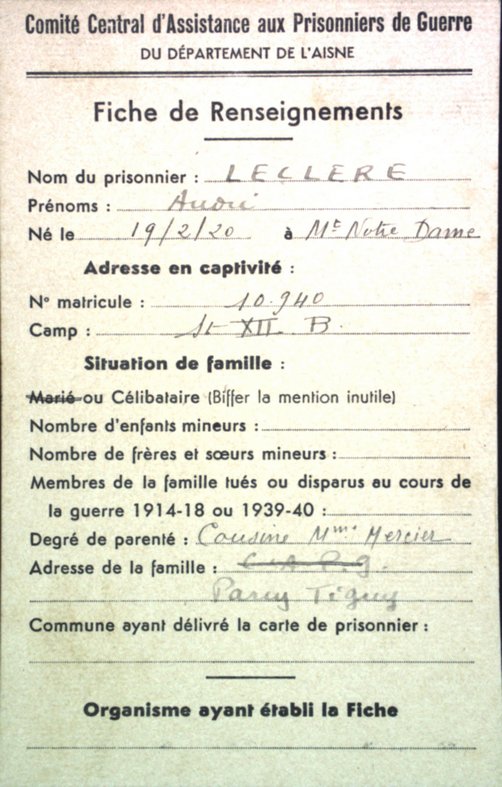 Comité Central d'Assistance aux Prisonniers de Guerre
DU DÉPARTEMENT DE L'AISNE
Fiche de Renseignements
Nom du prisonnier : LECLERE
Prénoms : André
Né le 19/2/20 à Mt Notre Dame
Adresse en captivité :
N° matricule : 10.940
Camp : St XII B.
Situation de famille :
Marié ou Célibataire (Biffer la mention inutile)
Nombre d'enfants mineurs :
Nombre de frères et sœurs mineurs :
Membres de la famille tués ou disparus au cours de
la guerre 1914-18 ou 1939-40 :
Degré de parenté : Cousine Mme Mercier
Adresse de la famille :
Parcy Tigny
Commune ayant délivré la carte de prisonnier :
Organisme ayant établi la Fiche